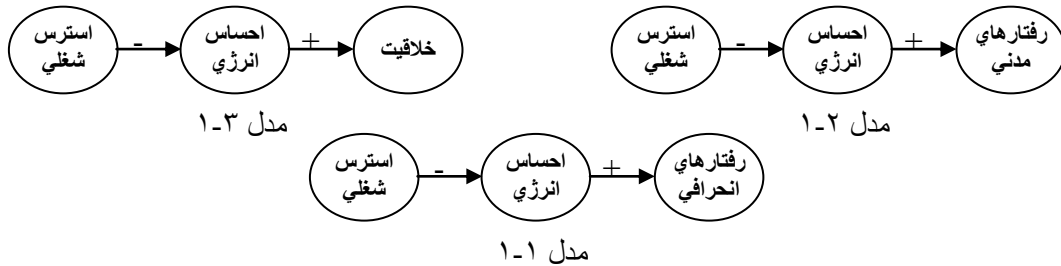 استرس شغلي - احساس انرژي + رفتارهاي مدني
مدل ۲-۱
استرس شغلي - احساس انرژي + خلاقيت
مدل ۳-۱
استرس شغلي - احساس انرژي + رفتارهاي انحرافي
مدل ۱-۱